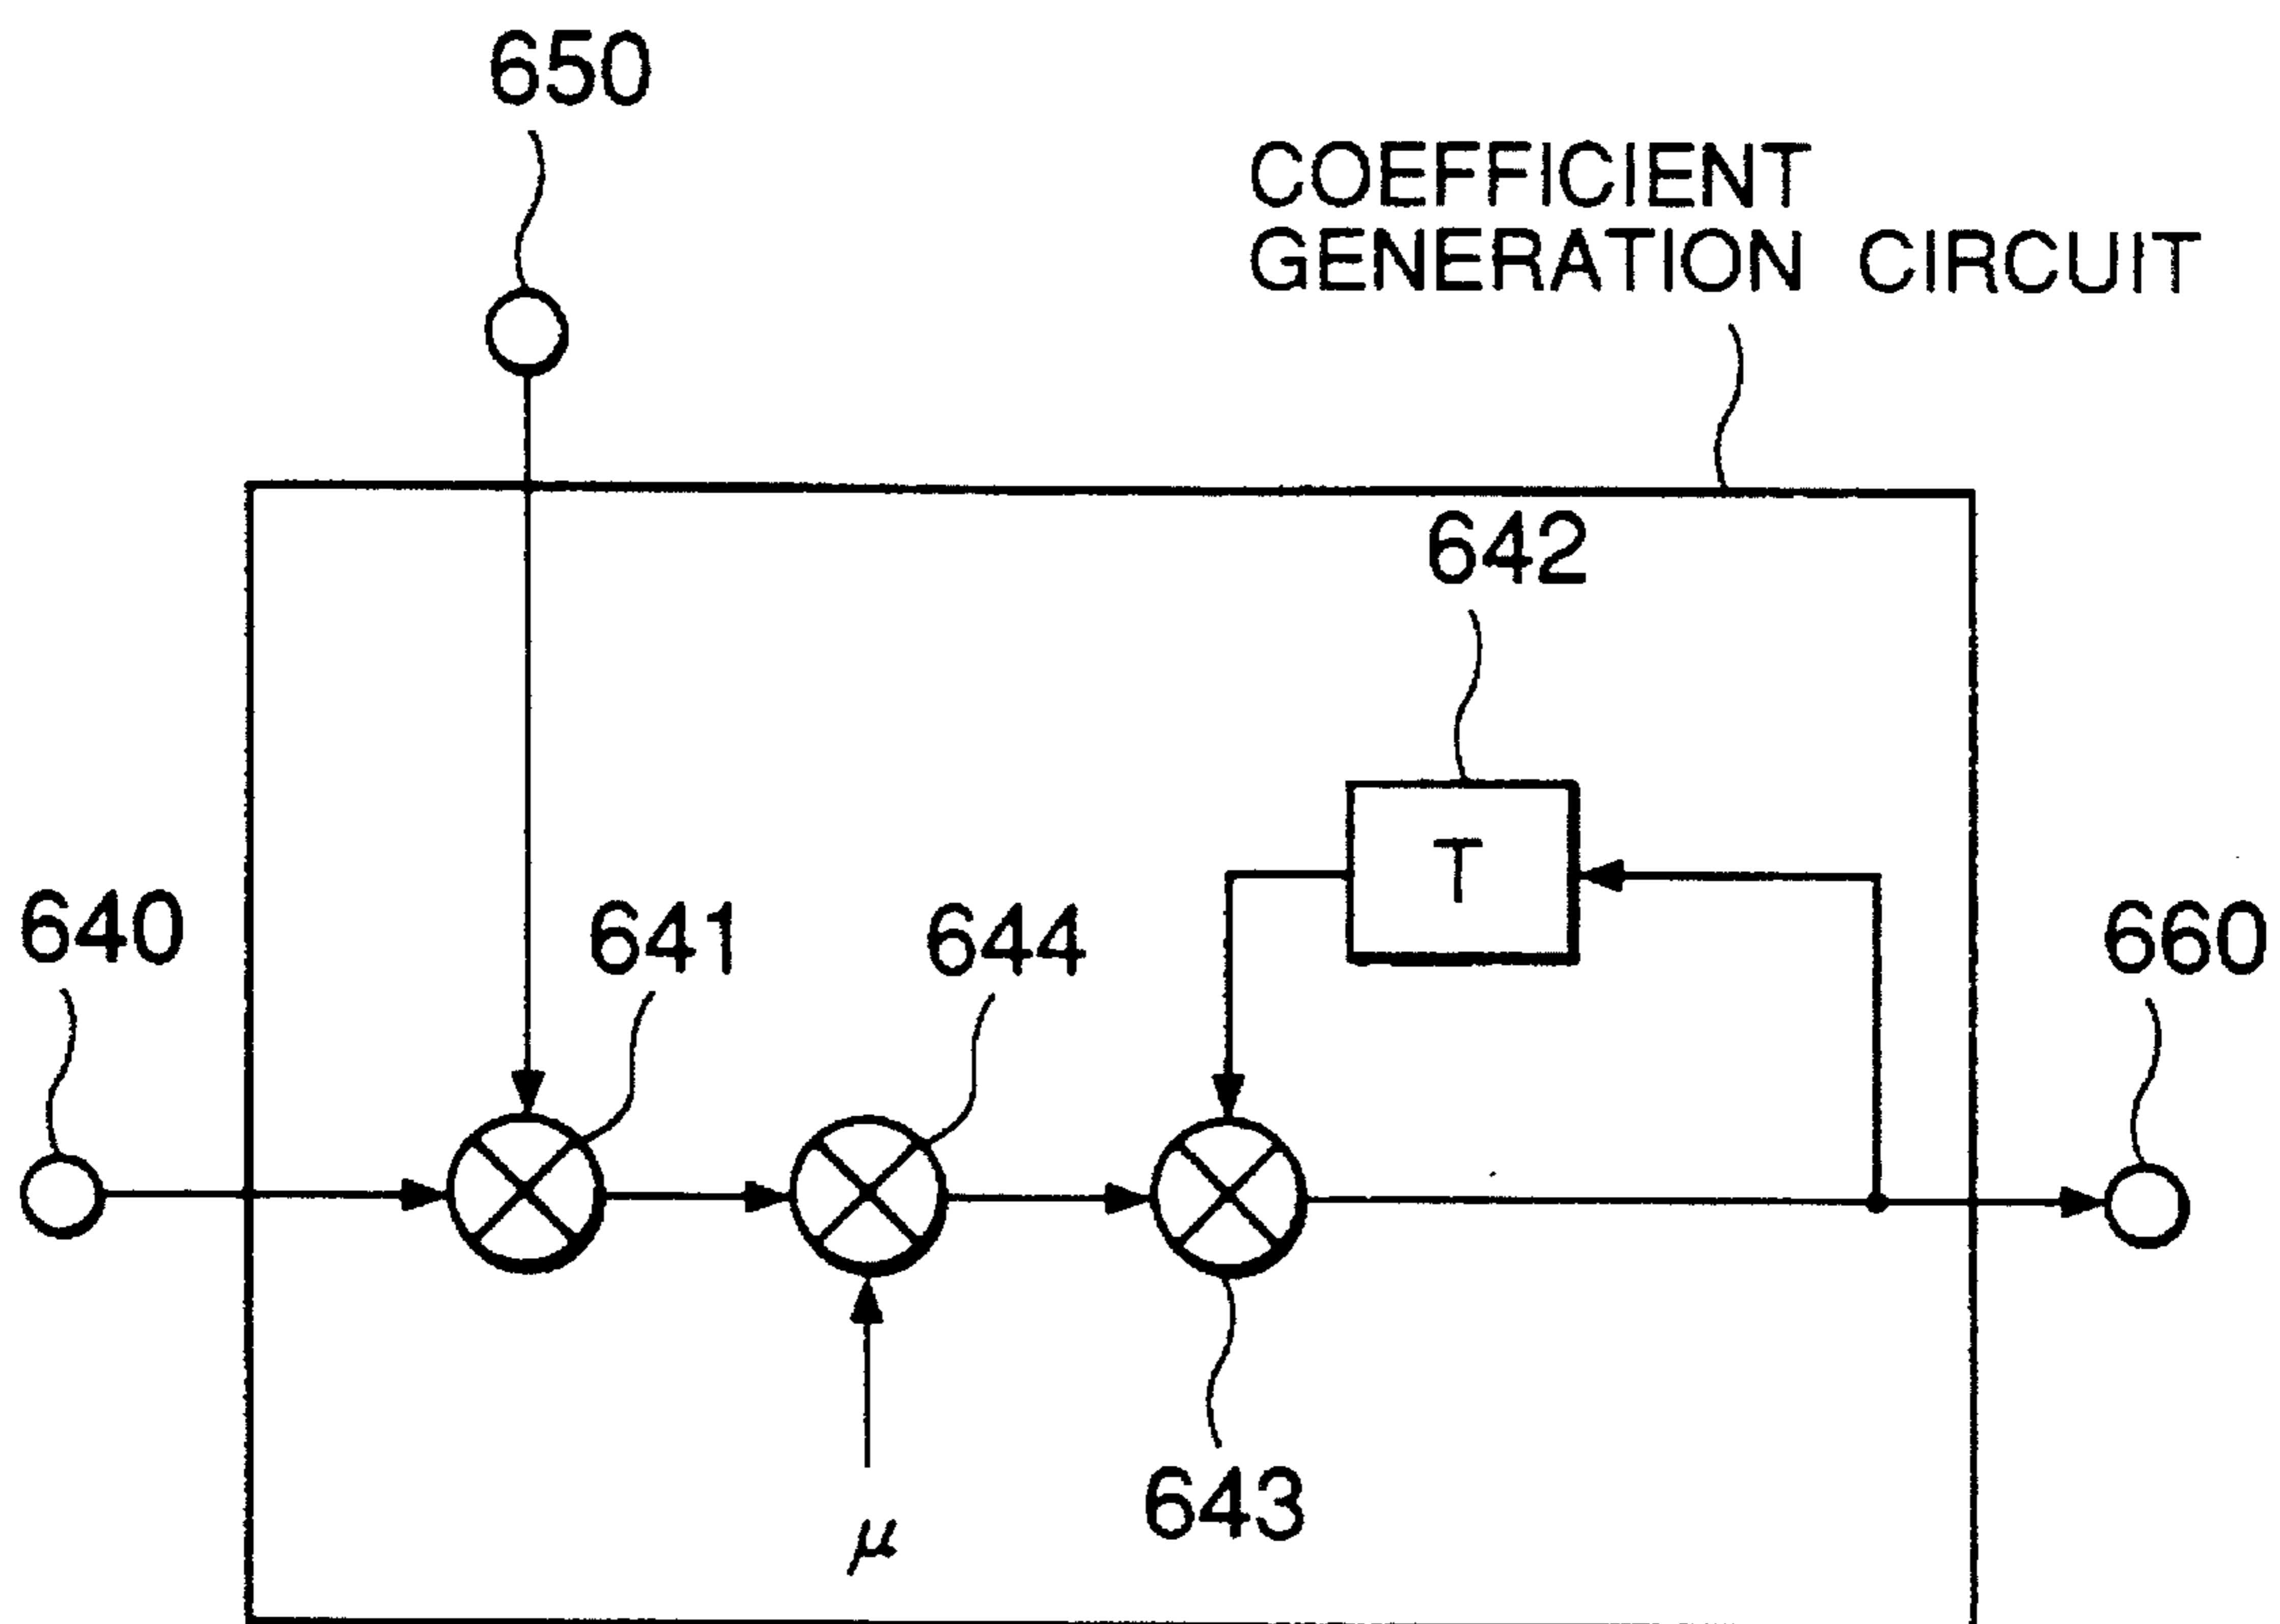 650
COEFFICIENT
GENERATION CIRCUIT
642
T
640
641
644
660
643
μ